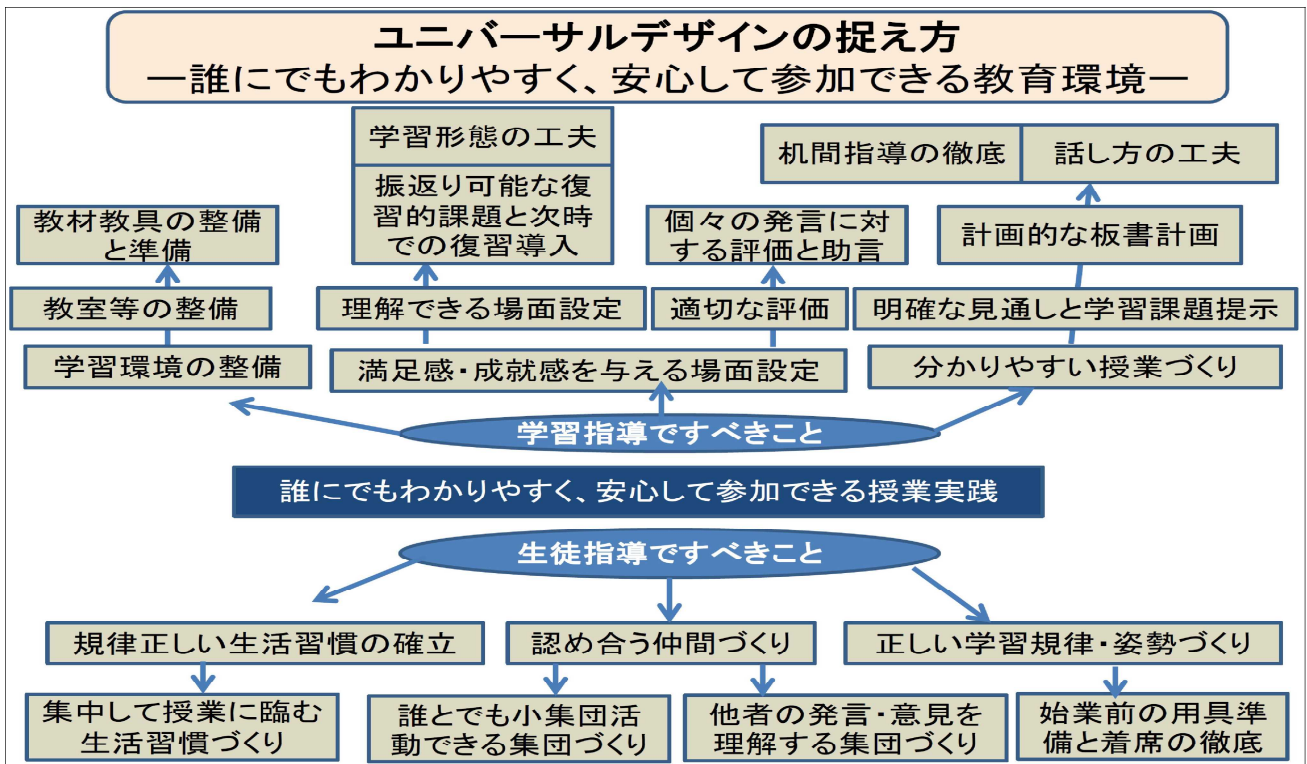 ユニバーサルデザインの捉え方
―誰にでもわかりやすく、安心して参加できる教育環境―
学習形態の工夫
机間指導の徹底
話し方の工夫
振返り可能な復
習的課題と次時
での復習導入
教材教具の整備
と準備
個々の発言に対
する評価と助言
計画的な板書計画
教室等の整備
理解できる場面設定
適切な評価
明確な見通しと学習課題提示
学習環境の整備
満足感・成就感を与える場面設定
分かりやすい授業づくり
学習指導ですべきこと
誰にでもわかりやすく、安心して参加できる授業実践
生徒指導ですべきこと
規律正しい生活習慣の確立
認め合う仲間づくり
正しい学習規律・姿勢づくり
集中して授業に臨む
生活習慣づくり
誰とでも小集団活
動できる集団づくり
他者の発言・意見を
理解する集団づくり
始業前の用具準
備と着席の徹底